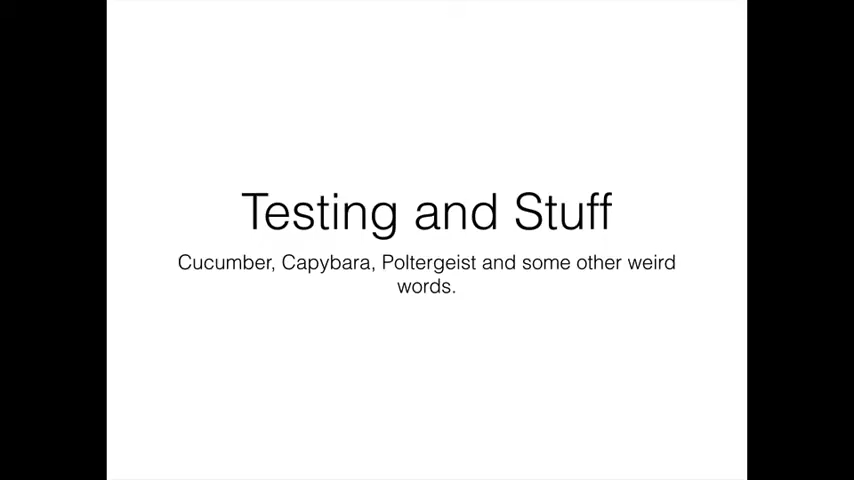 Testing and Stuff
Cucumber, Capybara, Poltergeist and some other weird
words.